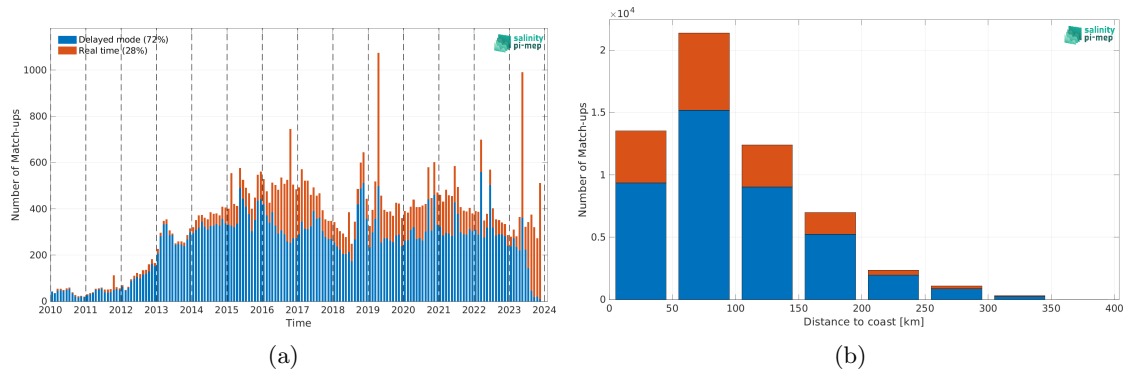 Delayed mode (72%)
Real time (28%)
salinity
pi-mep
Number of Match-ups
1000
800
600
400
200
0
2010 2011 2012 2013 2014 2015 2016 2017 2018 2019 2020 2021 2022 2023 2024
Time
(a)
×10⁴
salinity
pi-mep
Number of Match-ups
2
1.5
1
0.5
0
0 50 100 150 200 250 300 350 400
Distance to coast [km]
(b)